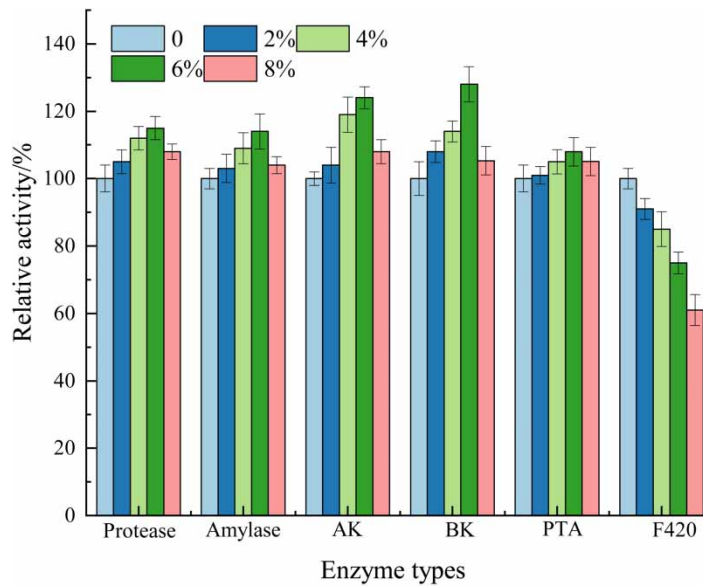 0 2% 4%
6% 8%
Relative activity/%
140
120
100
80
60
40
20
0
Protease Amylase AK BK PTA F420
Enzyme types